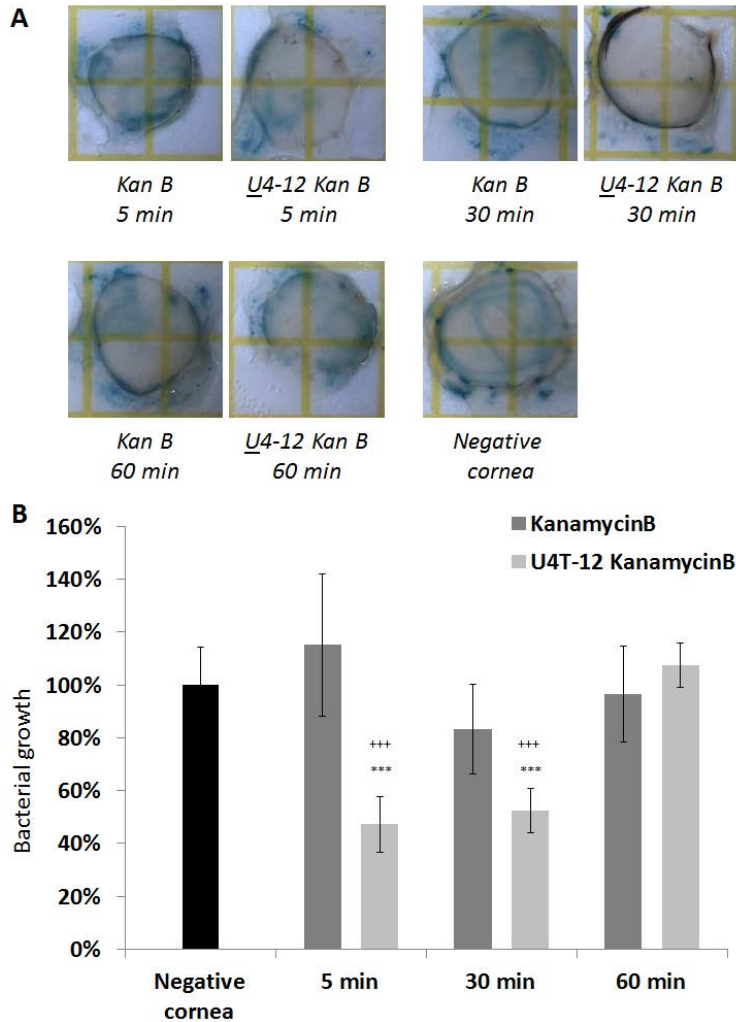 A
Kan B
5 min
U4-12 Kan B
5 min
Kan B
30 min
U4-12 Kan B
30 min
Kan B
60 min
U4-12 Kan B
60 min
Negative
cornea
B
Bacterial growth
160%
140%
120%
100%
80%
60%
40%
20%
0%
KanamycinB
U4T-12 KanamycinB
+++
***
+++
***
Negative
cornea
5 min
30 min
60 min